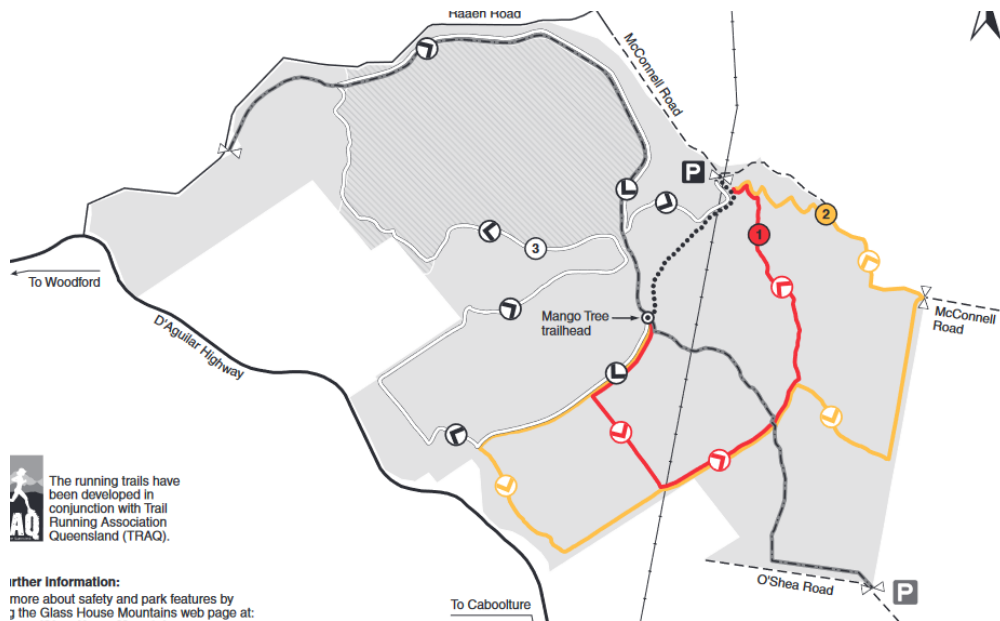 Raaen Road
McConnell Road
P
2
1
3
To Woodford
Mango Tree
trailhead
McConnell
Road
D'Aguilar Highway
AQ
The running trails have
been developed in
conjunction with Trail
Running Association
Queensland (TRAQ).
O'Shea Road
P
rther information:
more about safety and park features by
g the Glass House Mountains web page at:
To Caboolture